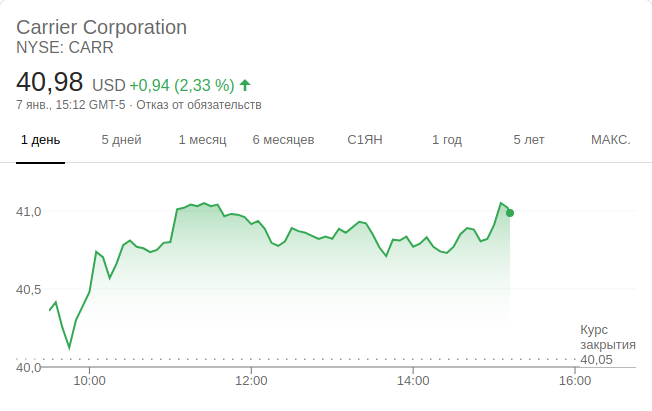 Carrier Corporation
NYSE: CARR
40,98 USD +0,94 (2,33 %)
7 янв., 15:12 GMT-5 · Отказ от обязательств
1 день 5 дней 1 месяц 6 месяцев С1ЯН 1 год 5 лет МАКС.
41,0
40,5
Курс
закрытия
40,05
40,0
10:00 12:00 14:00 16:00